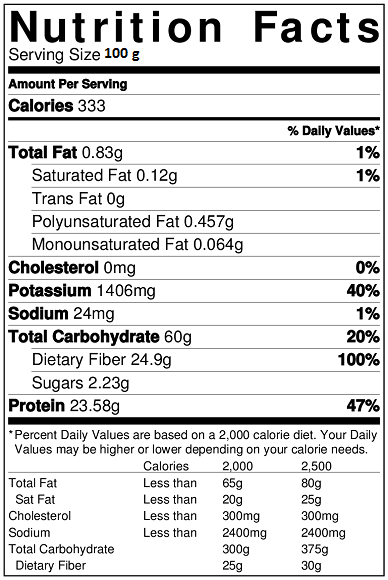 Nutrition Facts
Serving Size 100 g
Amount Per Serving
Calories 333
% Daily Values*
Total Fat 0.83g 1%
Saturated Fat 0.12g 1%
Trans Fat 0g
Polyunsaturated Fat 0.457g
Monounsaturated Fat 0.064g
Cholesterol 0mg 0%
Potassium 1406mg 40%
Sodium 24mg 1%
Total Carbohydrate 60g 20%
Dietary Fiber 24.9g 100%
Sugars 2.23g
Protein 23.58g 47%
*Percent Daily Values are based on a 2,000 calorie diet. Your Daily
Values may be higher or lower depending on your calorie needs.
Calories 2,000 2,500
Total Fat Less than 65g 80g
Sat Fat Less than 20g 25g
Cholesterol Less than 300mg 300mg
Sodium Less than 2400mg 2400mg
Total Carbohydrate 300g 375g
Dietary Fiber 25g 30g